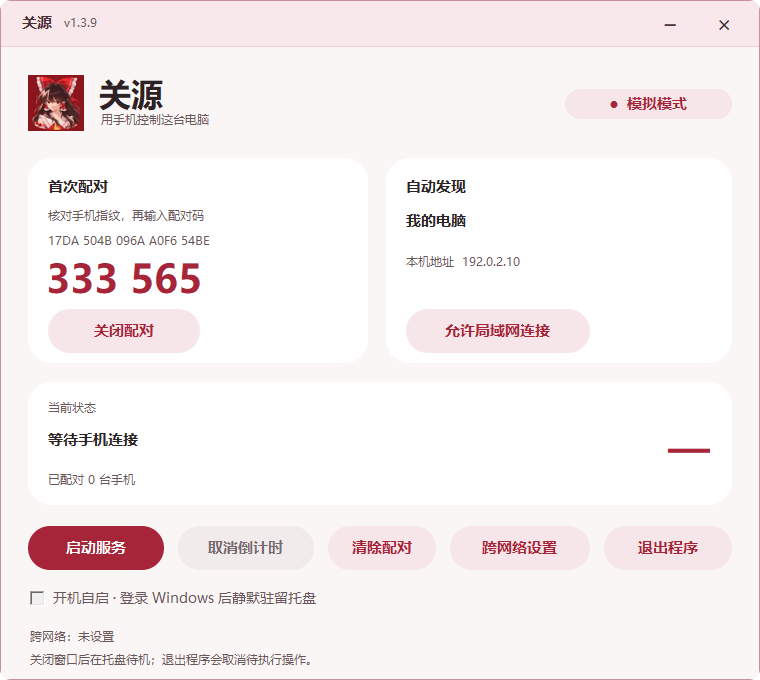 关源 v1.3.9
关源
用手机控制这台电脑
模拟模式
首次配对
核对手机指纹，再输入配对码
17DA 504B 096A A0F6 54BE
333 565
关闭配对
自动发现
我的电脑
本机地址 192.0.2.10
允许局域网连接
当前状态
等待手机连接
已配对 0 台手机
启动服务 取消倒计时 清除配对 跨网络设置 退出程序
开机自启 · 登录 Windows 后静默驻留托盘
跨网络：未设置
关闭窗口后在托盘待机；退出程序会取消待执行操作。